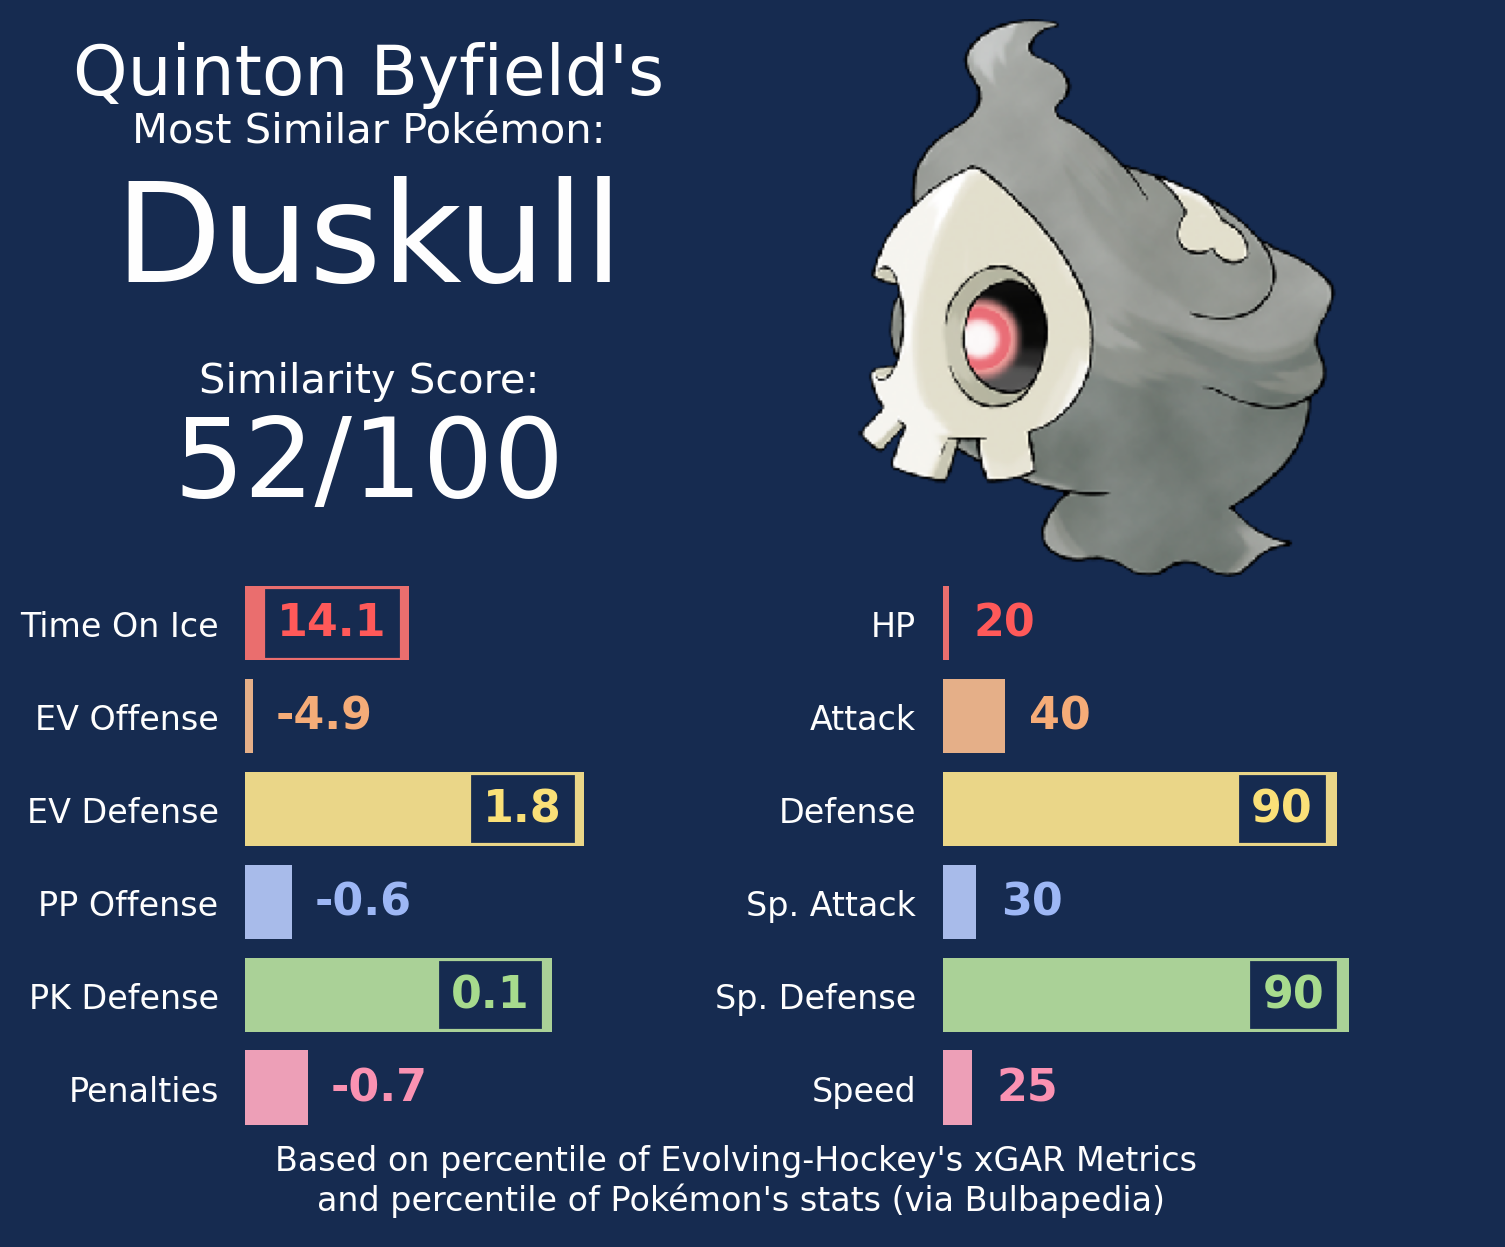 Quinton Byfield's
Most Similar Pokémon:
Duskull
Similarity Score:
52/100
Time On Ice 14.1
EV Offense -4.9
EV Defense 1.8
PP Offense -0.6
PK Defense 0.1
Penalties -0.7
HP 20
Attack 40
Defense 90
Sp. Attack 30
Sp. Defense 90
Speed 25
Based on percentile of Evolving-Hockey's xGAR Metrics
and percentile of Pokémon's stats (via Bulbapedia)